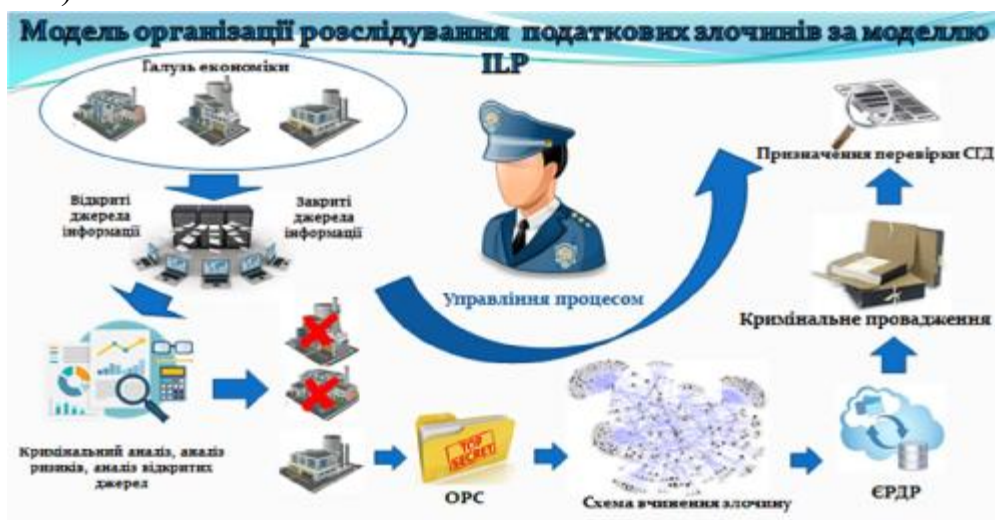 Модель організації розслідування податкових злочинів за моделлю
ILP
Галузь економіки
Відкриті
джерела
інформації
Закриті
джерела
інформації
Управління процесом
Призначення перевірки СГД
Кримінальне провадження
Кримінальний аналіз, аналіз
ризиків, аналіз відкритих
джерел
TOP
SECRET
ОРС
Схема вчинення злочину
ЄРДР